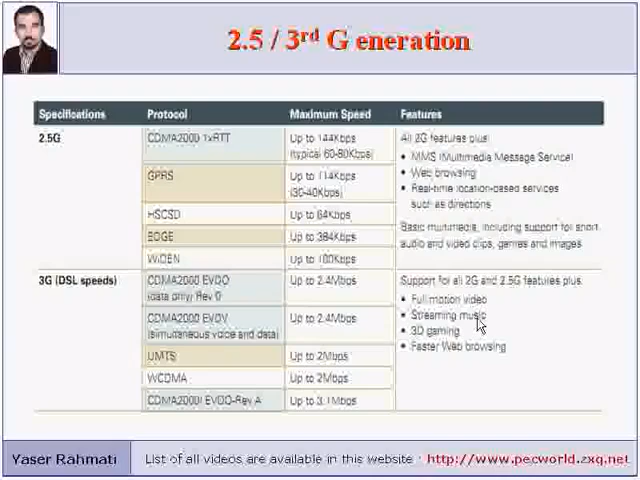 2.5 / 3rd G eneration
Specifications Protocol Maximum Speed Features
2.5G
CDMA2000 1xRTT
Up to 144Kbps
(typical 60-80Kbps)
GPRS
Up to 114Kbps
(30-40Kbps)
HSCSD
Up to 64Kbps
EDGE
Up to 384Kbps
WiDEN
Up to 100Kbps
All 2G features plus:
• MMS (Multimedia Message Service)
• Web browsing
• Real-time location-based services
such as directions
Basic multimedia, including support for short
audio and video clips, games and images
3G (DSL speeds)
CDMA2000 EVDO
(data only) Rev 0
Up to 2.4Mbps
CDMA2000 EVDV
(simultaneous voice and data)
Up to 2.4Mbps
UMTS
Up to 2Mbps
WCDMA
Up to 2Mbps
CDMA2000/ EVDO-Rev A
Up to 3.1Mbps
Support for all 2G and 2.5G features plus:
• Full motion video
• Streaming music
• 3D gaming
• Faster Web browsing
Yaser Rahmati
List of all videos are available in this website : http://www.pecworld.zxq.net